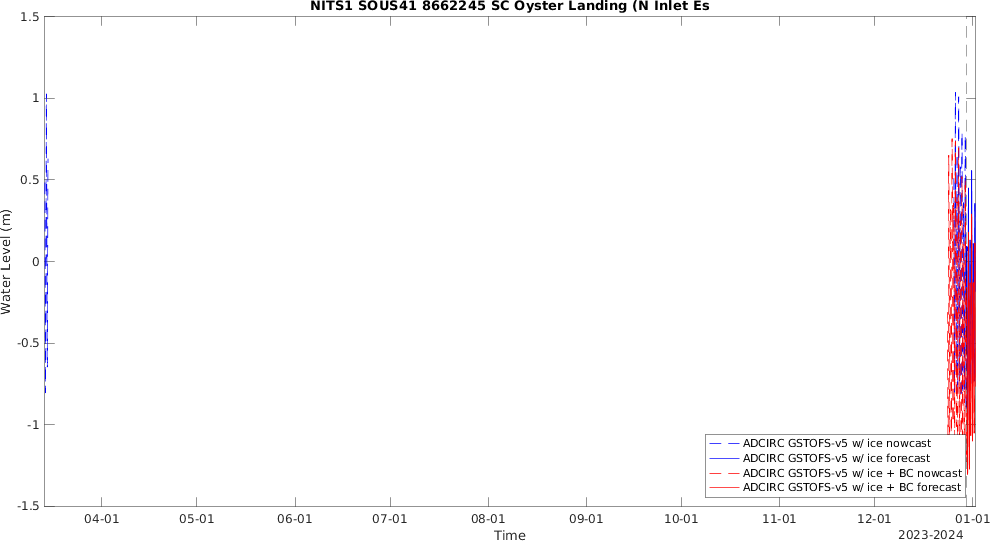 NITS1 SOUS41 8662245 SC Oyster Landing (N Inlet Es
1.5
1
0.5
0
-0.5
-1
-1.5
Water Level (m)
ADCIRC GSTOFS-v5 w/ ice nowcast
ADCIRC GSTOFS-v5 w/ ice forecast
ADCIRC GSTOFS-v5 w/ ice + BC nowcast
ADCIRC GSTOFS-v5 w/ ice + BC forecast
04-01 05-01 06-01 07-01 08-01 09-01 10-01 11-01 12-01 01-01
Time
2023-2024